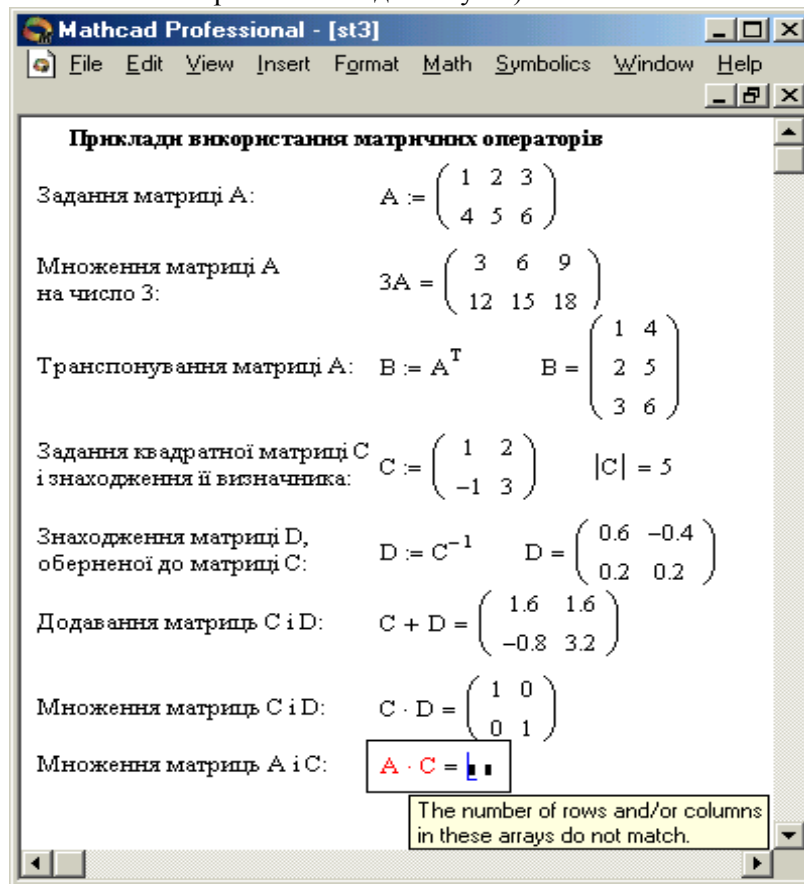 Mathcad Professional - [st3]
File Edit View Insert Format Math Symbolics Window Help
Приклади використання матричних операторів
Задання матриці A: A := ( 1 2 3
4 5 6 )
Множення матриці A
на число 3: 3A = ( 3 6 9
12 15 18 )
Транспонування матриці A: B := A^T B = ( 1 4
2 5
3 6 )
Задання квадратної матриці C
і знаходження її визначника: C := ( 1 2
−1 3 ) |C| = 5
Знаходження матриці D,
оберненої до матриці C: D := C^−1 D = ( 0.6 −0.4
0.2 0.2 )
Додавання матриць C і D: C + D = ( 1.6 1.6
−0.8 3.2 )
Множення матриць C і D: C · D = ( 1 0
0 1 )
Множення матриць A і C: A · C =
The number of rows and/or columns
in these arrays do not match.